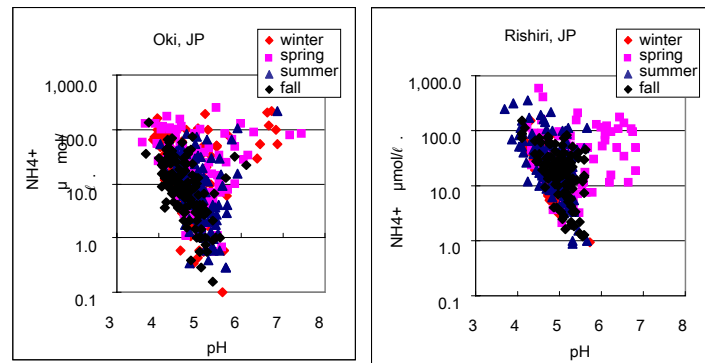 Oki, JP
winter
spring
summer
fall
NH4+
μ mol/
ℓ .
1,000.0
100.0
10.0
1.0
0.1
3 4 5 6 7 8
pH
Rishiri, JP
winter
spring
summer
fall
NH4+ μmol/ℓ .
1,000.0
100.0
10.0
1.0
0.1
3 4 5 6 7 8
pH